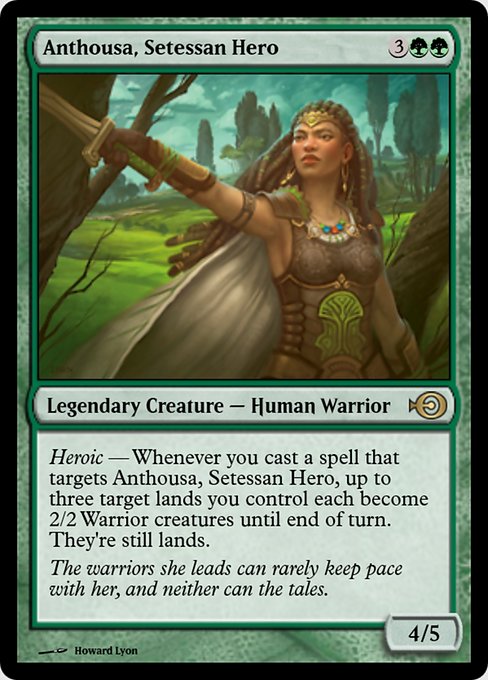 Anthousa, Setessan Hero 3
Legendary Creature — Human Warrior
Heroic — Whenever you cast a spell that
targets Anthousa, Setessan Hero, up to
three target lands you control each become
2/2 Warrior creatures until end of turn.
They're still lands.
The warriors she leads can rarely keep pace
with her, and neither can the tales.
4/5
Howard Lyon